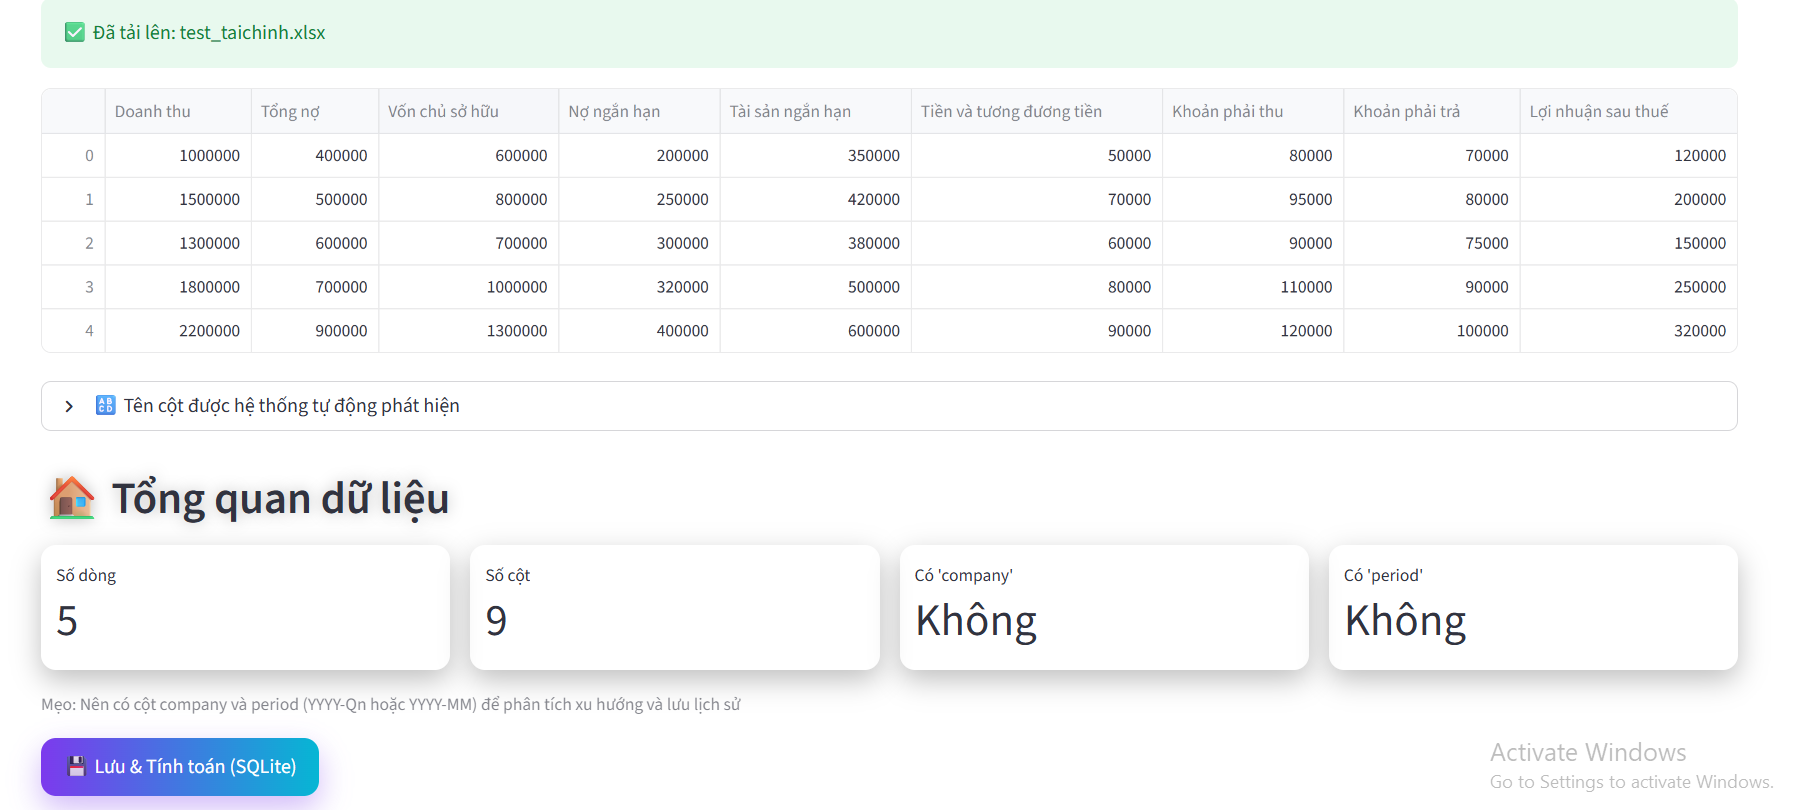 ✅ Đã tải lên: test_taichinh.xlsx
Doanh thu Tổng nợ Vốn chủ sở hữu Nợ ngắn hạn Tài sản ngắn hạn Tiền và tương đương tiền Khoản phải thu Khoản phải trả Lợi nhuận sau thuế
0 1000000 400000 600000 200000 350000 50000 80000 70000 120000
1 1500000 500000 800000 250000 420000 70000 95000 80000 200000
2 1300000 600000 700000 300000 380000 60000 90000 75000 150000
3 1800000 700000 1000000 320000 500000 80000 110000 90000 250000
4 2200000 900000 1300000 400000 600000 90000 120000 100000 320000
🔠 Tên cột được hệ thống tự động phát hiện
🏠 Tổng quan dữ liệu
Số dòng Số cột Có 'company' Có 'period'
5 9 Không Không
Mẹo: Nên có cột company và period (YYYY-Qn hoặc YYYY-MM) để phân tích xu hướng và lưu lịch sử
💾 Lưu & Tính toán (SQLite)
Activate Windows
Go to Settings to activate Windows.